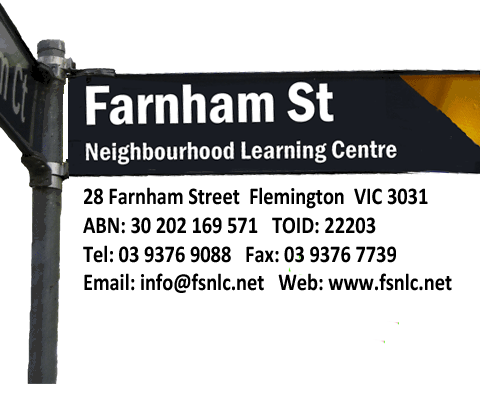 Farnham St
Neighbourhood Learning Centre
28 Farnham Street  Flemington  VIC 3031
ABN: 30 202 169 571   TOID: 22203
Tel: 03 9376 9088   Fax: 03 9376 7739
Email: info@fsnlc.net   Web: www.fsnlc.net
Ct